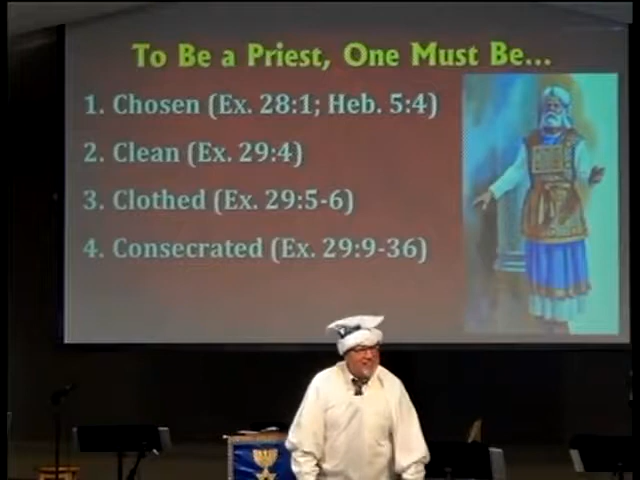 To Be a Priest, One Must Be...
1. Chosen (Ex. 28:1; Heb. 5:4)
2. Clean (Ex. 29:4)
3. Clothed (Ex. 29:5-6)
4. Consecrated (Ex. 29:9-36)